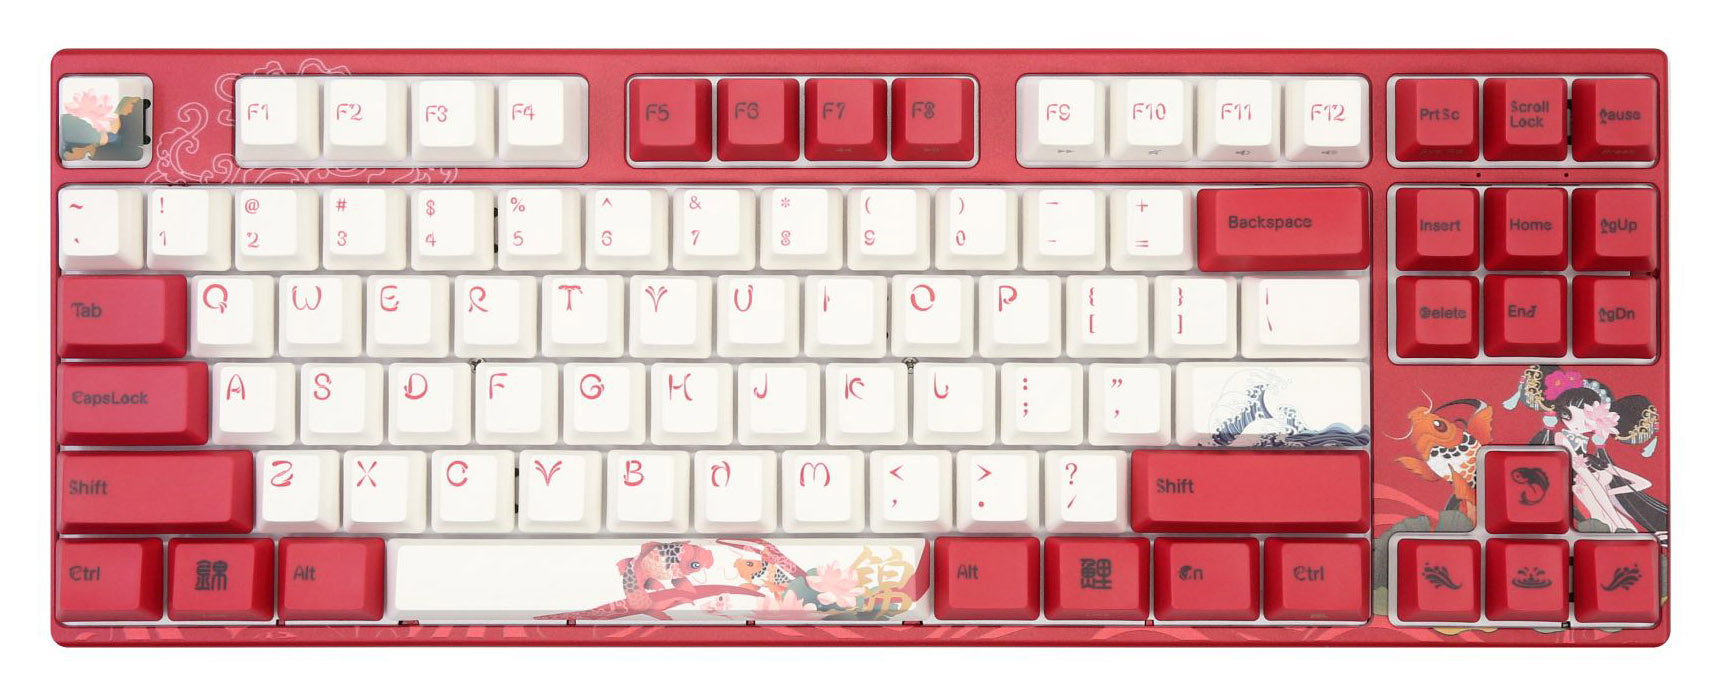 F1 F2 F3 F4 F5 F6 F7 F8 F9 F10 F11 F12 PrtSc Scroll Lock Pause
~ ! @ # $ % ^ & * ( ) — +
` 1 2 3 4 5 6 7 8 9 0 - = Backspace Insert Home PgUp
Tab Q W E R T Y U I O P { } |
[ ] \ Delete End PgDn
CapsLock A S D F G H J K L : "
; '
Shift Z X C V B N M < > ? Shift
, . /
Ctrl 錦 Alt 錦 Alt 鯉 Fn Ctrl